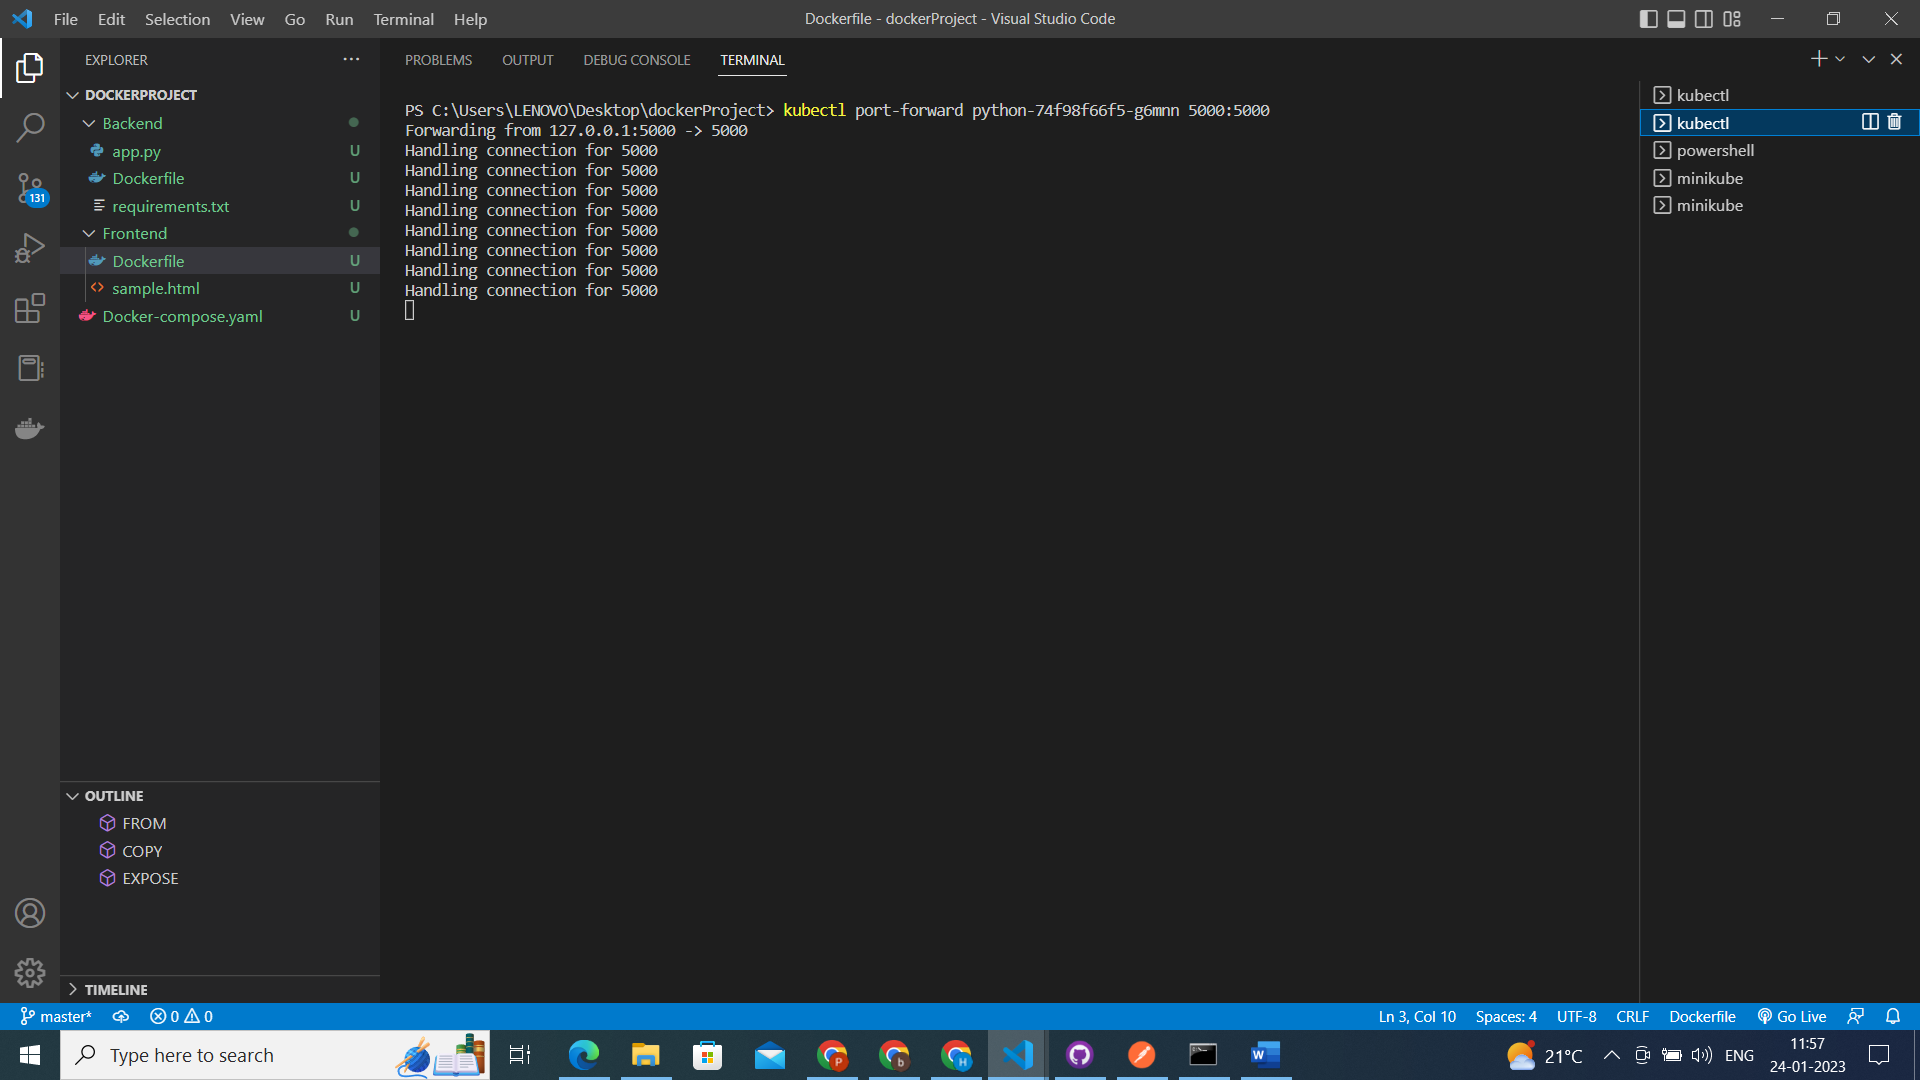 File Edit Selection View Go Run Terminal Help
Dockerfile - dockerProject - Visual Studio Code
EXPLORER
DOCKERPROJECT
Backend
app.py U
Dockerfile U
requirements.txt U
Frontend
Dockerfile U
sample.html U
Docker-compose.yaml U
131
OUTLINE
FROM
COPY
EXPOSE
TIMELINE
PROBLEMS OUTPUT DEBUG CONSOLE TERMINAL
PS C:\Users\LENOVO\Desktop\dockerProject> kubectl port-forward python-74f98f66f5-g6mnn 5000:5000
Forwarding from 127.0.0.1:5000 -> 5000
Handling connection for 5000
Handling connection for 5000
Handling connection for 5000
Handling connection for 5000
Handling connection for 5000
Handling connection for 5000
Handling connection for 5000
Handling connection for 5000
kubectl
kubectl
powershell
minikube
minikube
master* 0 0
Ln 3, Col 10 Spaces: 4 UTF-8 CRLF Dockerfile Go Live
Type here to search
P b H W
21°C ENG
11:57
24-01-2023